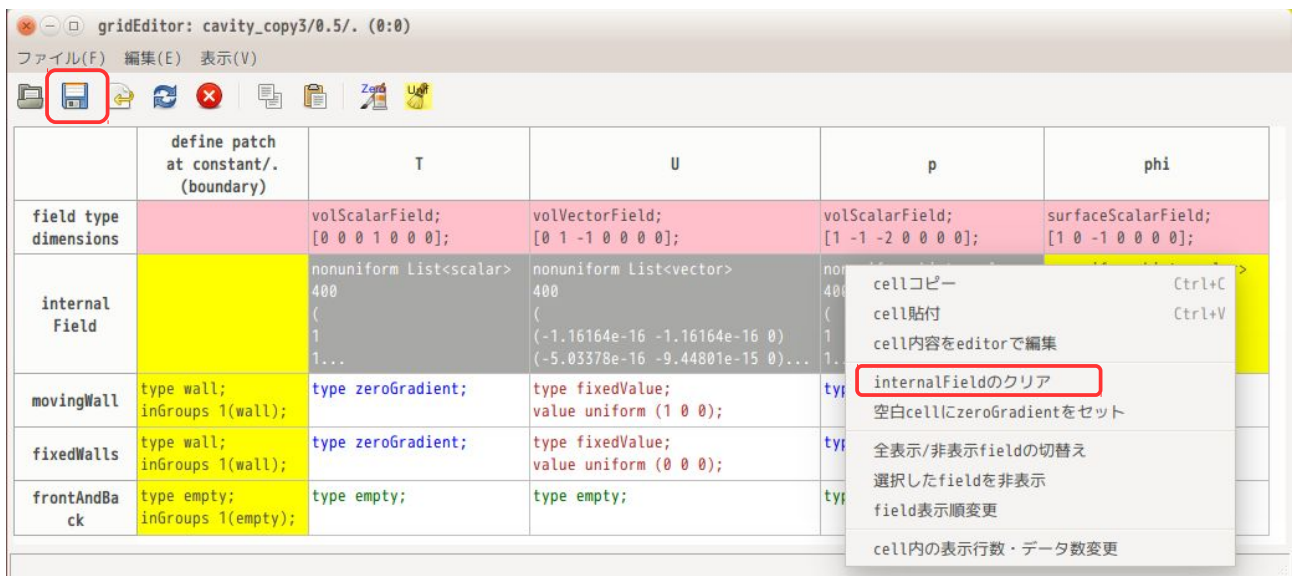 gridEditor: cavity_copy3/0.5/. (0:0)
ファイル(F) 編集(E) 表示(V)
Zero
Unit
define patch
at constant/.
(boundary)
T
U
p
phi
field type
dimensions
volScalarField;
[0 0 0 1 0 0 0];
volVectorField;
[0 1 -1 0 0 0 0];
volScalarField;
[1 -1 -2 0 0 0 0];
surfaceScalarField;
[1 0 -1 0 0 0 0];
internal
Field
nonuniform List<scalar>
400
(
1
1...
nonuniform List<vector>
400
(
(-1.16164e-16 -1.16164e-16 0)
(-5.03378e-16 -9.44801e-15 0)...
movingWall
type wall;
inGroups 1(wall);
type zeroGradient;
type fixedValue;
value uniform (1 0 0);
fixedWalls
type wall;
inGroups 1(wall);
type zeroGradient;
type fixedValue;
value uniform (0 0 0);
frontAndBa
ck
type empty;
inGroups 1(empty);
type empty;
type empty;
cellコピー Ctrl+C
cell貼付 Ctrl+V
cell内容をeditorで編集
internalFieldのクリア
空白cellにzeroGradientをセット
全表示/非表示fieldの切替え
選択したfieldを非表示
field表示順変更
cell内の表示行数・データ数変更